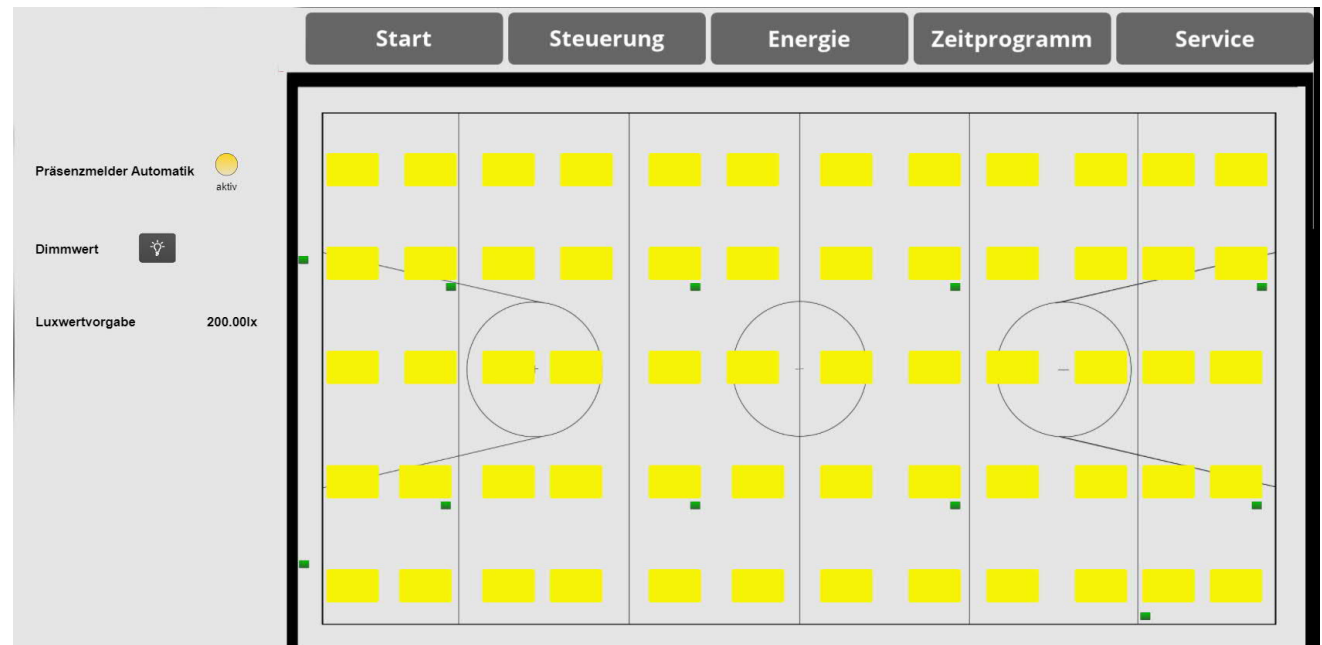 Start Steuerung Energie Zeitprogramm Service
Präsenzmelder Automatik
aktiv
Dimmwert
Luxwertvorgabe 200.00lx